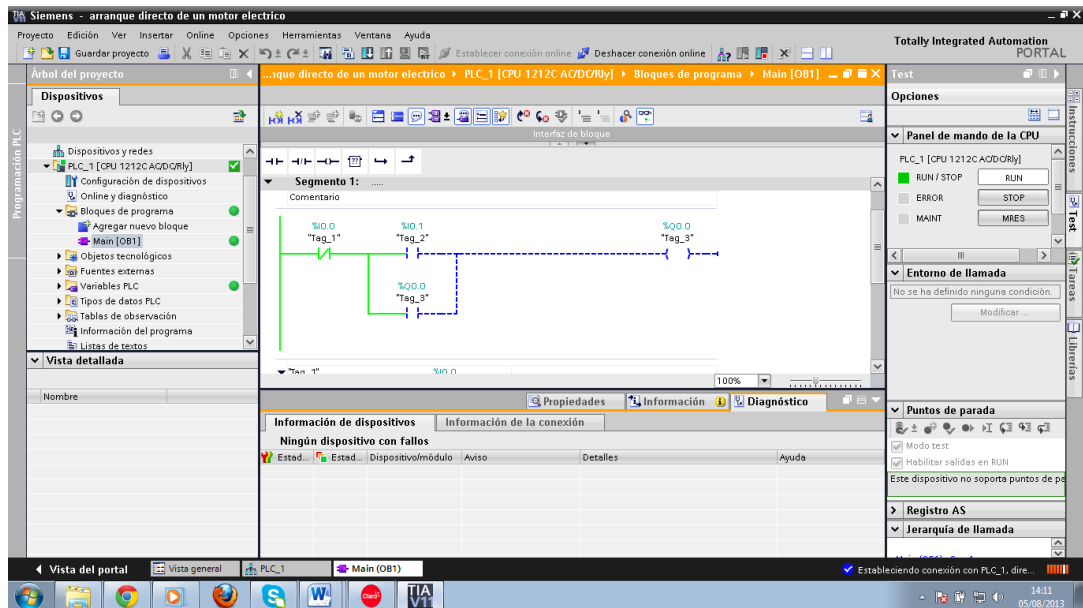 Siemens - arranque directo de un motor electrico
Proyecto Edición Ver Insertar Online Opciones Herramientas Ventana Ayuda
Totally Integrated Automation
PORTAL
Guardar proyecto Establecer conexión online Deshacer conexión online
Árbol del proyecto
...ique directo de un motor electrico PLC_1 [CPU 1212C AC/DC/Rly] Bloques de programa Main [OB1]
Test
Dispositivos
Opciones
Programación PLC
Interfaz de bloque
Panel de mando de la CPU
Dispositivos y redes
PLC_1 [CPU 1212C AC/DC/Rly]
Configuración de dispositivos
Online y diagnóstico
Bloques de programa
Agregar nuevo bloque
Main [OB1]
Objetos tecnológicos
Fuentes externas
Variables PLC
Tipos de datos PLC
Tablas de observación
Información del programa
Listas de textos
Segmento 1: .....
Comentario
%I0.0 %I0.1 %Q0.0
"Tag_1" "Tag_2" "Tag_3"
%Q0.0
"Tag_3"
"Tag_1" %I0.0
100%
PLC_1 [CPU 1212C AC/DC/Rly]
RUN / STOP RUN
ERROR STOP
MAINT MRES
Entorno de llamada
No se ha definido ninguna condición.
Modificar ...
Instrucciones
Test
Tareas
Librerías
Vista detallada
Nombre
Propiedades Información Diagnóstico
Información de dispositivos Información de la conexión
Ningún dispositivo con fallos
Estad... Estad... Dispositivo/módulo Aviso Detalles Ayuda
Puntos de parada
Modo test
Habilitar salidas en RUN
Este dispositivo no soporta puntos de pa
Registro AS
Jerarquía de llamada
Vista del portal Vista general PLC_1 Main (OB1) Estableciendo conexión con PLC_1, dire...
W Claro TIA V11
14:11
05/08/2013